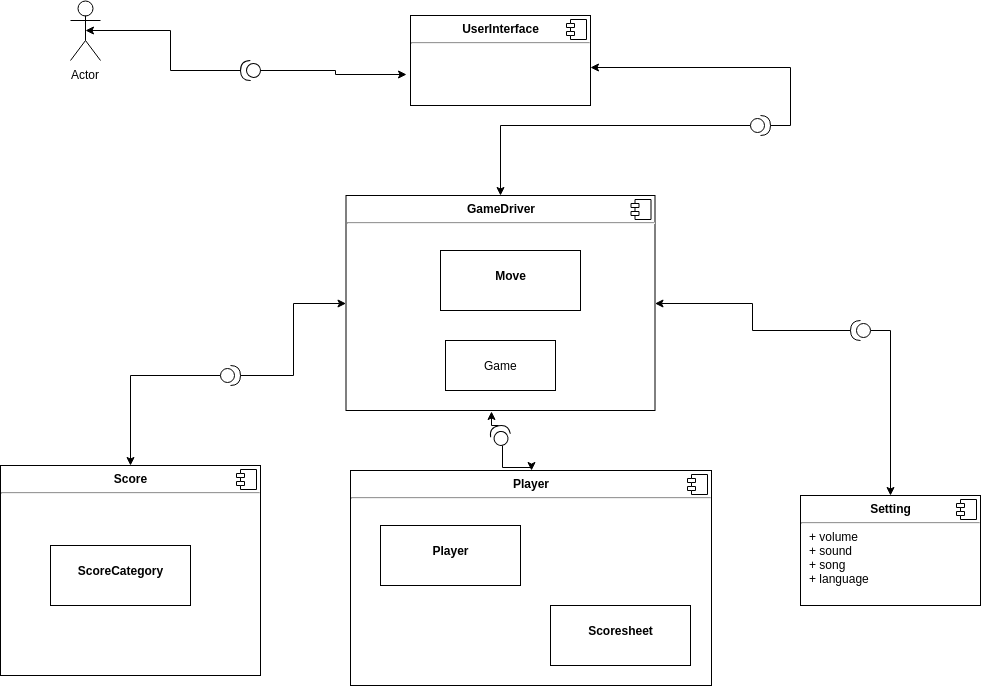 UserInterface
Actor
GameDriver
Move
Game
Score
ScoreCategory
Player
Player
Scoresheet
Setting
+ volume
+ sound
+ song
+ language